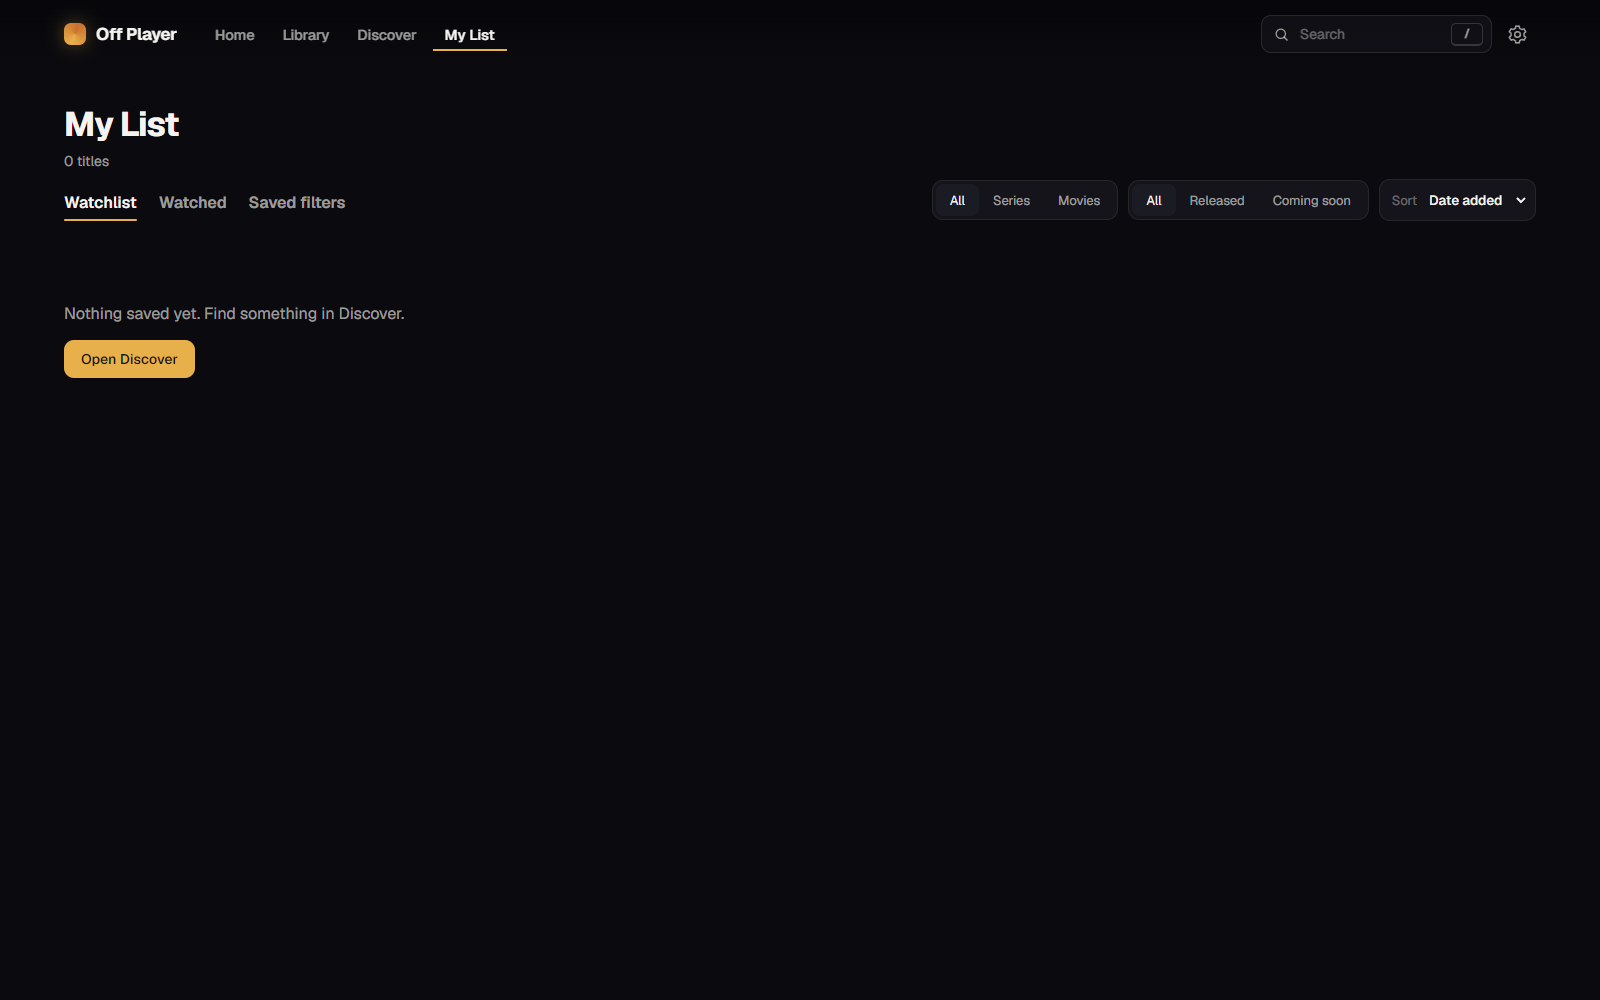 Off Player
Home
Library
Discover
My List
Search
/
My List
0 titles
Watchlist
Watched
Saved filters
All
Series
Movies
All
Released
Coming soon
Sort
Date added
Nothing saved yet. Find something in Discover.
Open Discover